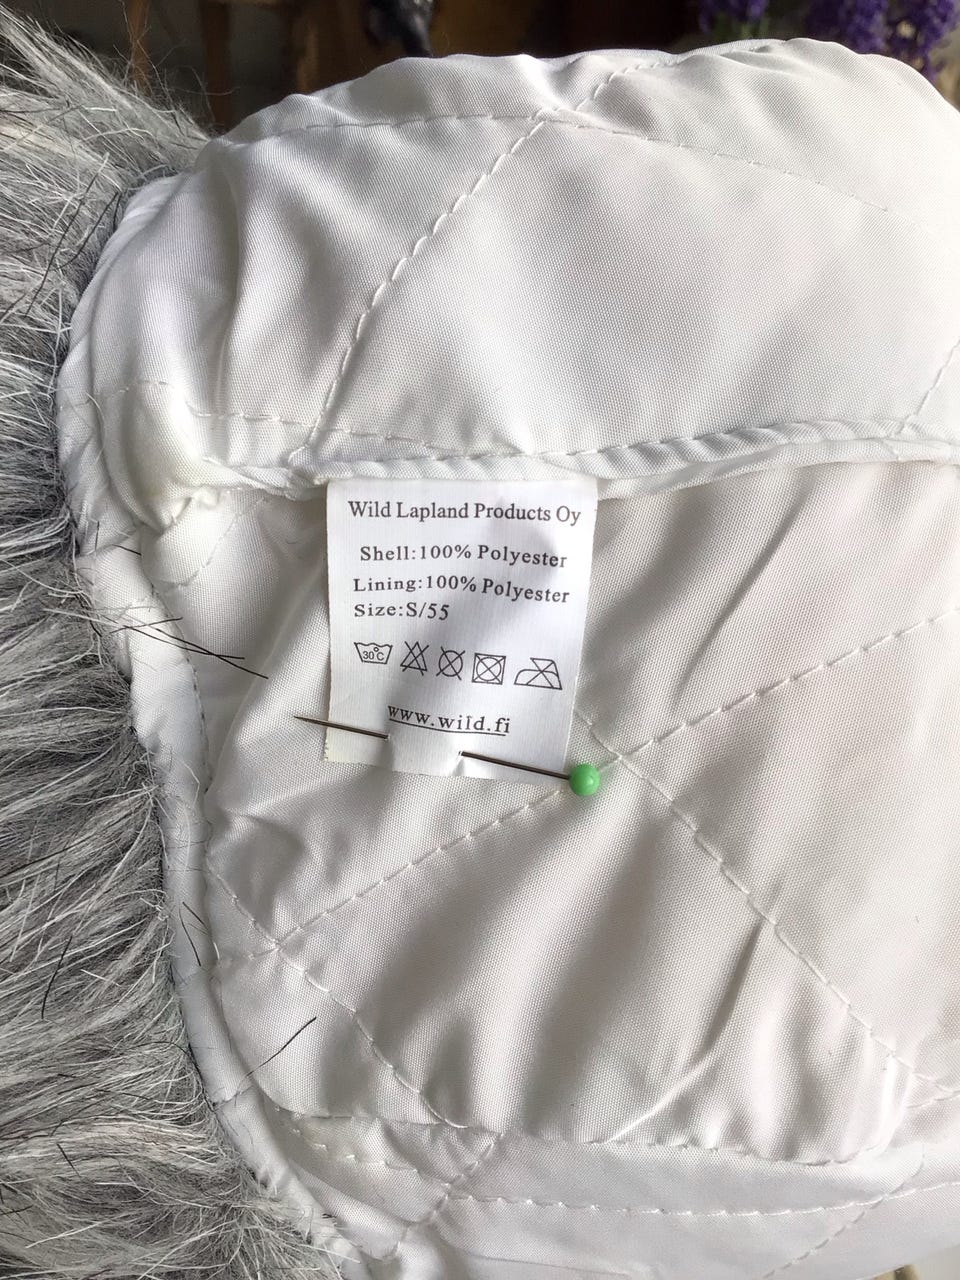 Wild Lapland Products Oy
Shell:100% Polyester
Lining:100% Polyester
Size:S/55
30°C
www.wild.fi